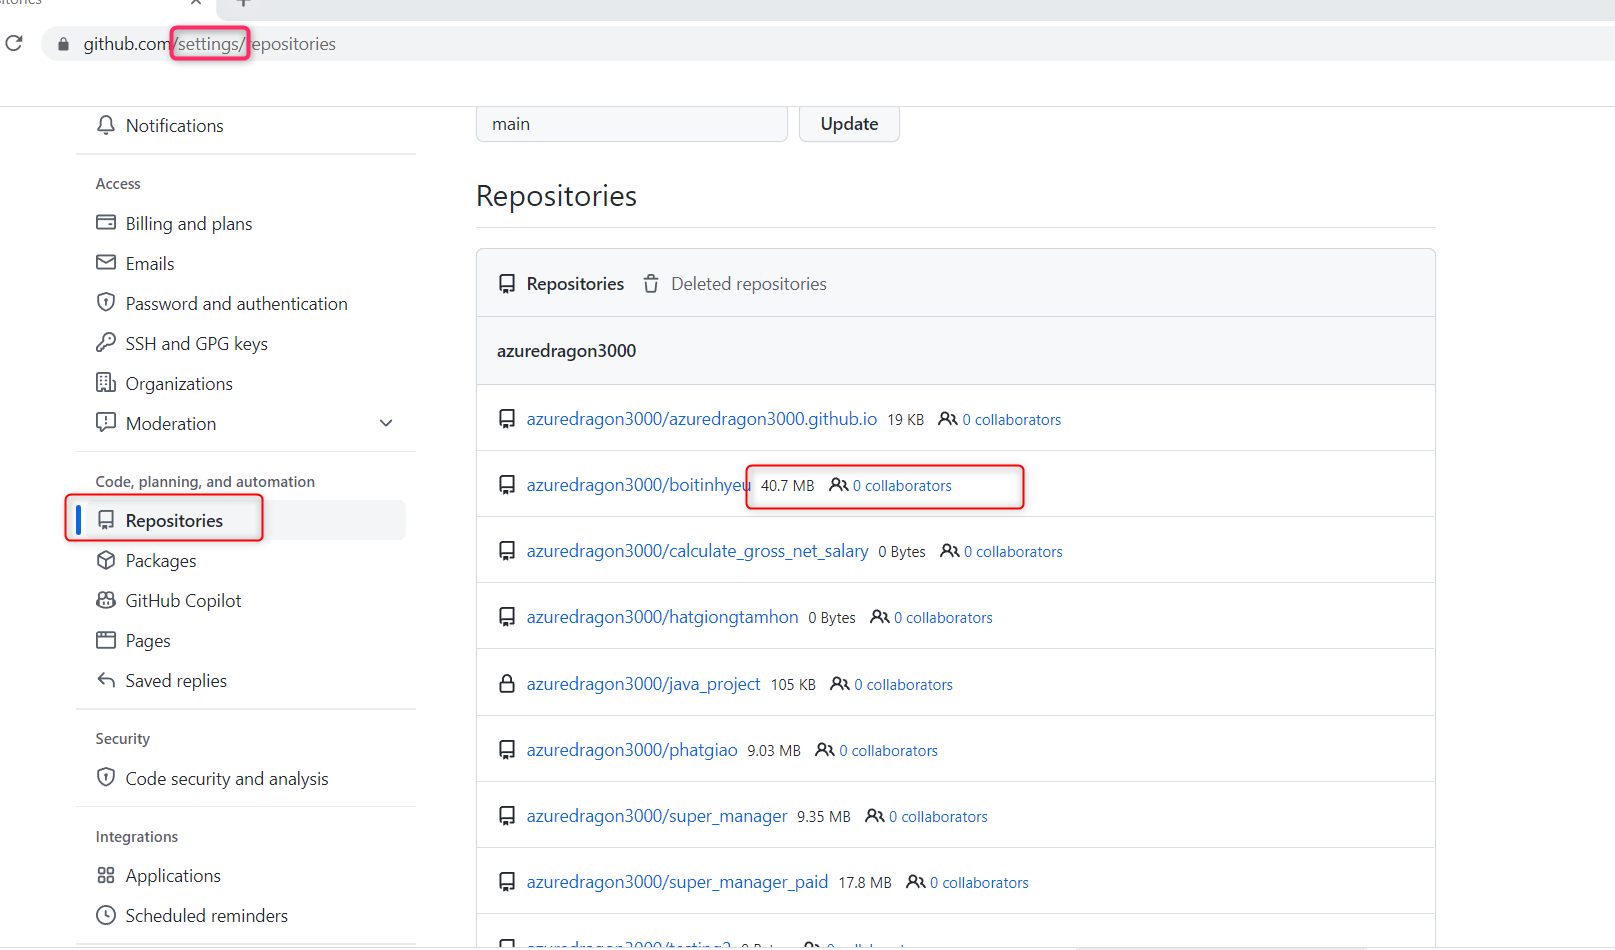 github.com/settings/repositories
Notifications
Access
Billing and plans
Emails
Password and authentication
SSH and GPG keys
Organizations
Moderation
Code, planning, and automation
Repositories
Packages
GitHub Copilot
Pages
Saved replies
Security
Code security and analysis
Integrations
Applications
Scheduled reminders
main Update
Repositories
Repositories Deleted repositories
azuredragon3000
azuredragon3000/azuredragon3000.github.io 19 KB 0 collaborators
azuredragon3000/boitinhyeu 40.7 MB 0 collaborators
azuredragon3000/calculate_gross_net_salary 0 Bytes 0 collaborators
azuredragon3000/hatgiongtamhon 0 Bytes 0 collaborators
azuredragon3000/java_project 105 KB 0 collaborators
azuredragon3000/phatgiao 9.03 MB 0 collaborators
azuredragon3000/super_manager 9.35 MB 0 collaborators
azuredragon3000/super_manager_paid 17.8 MB 0 collaborators